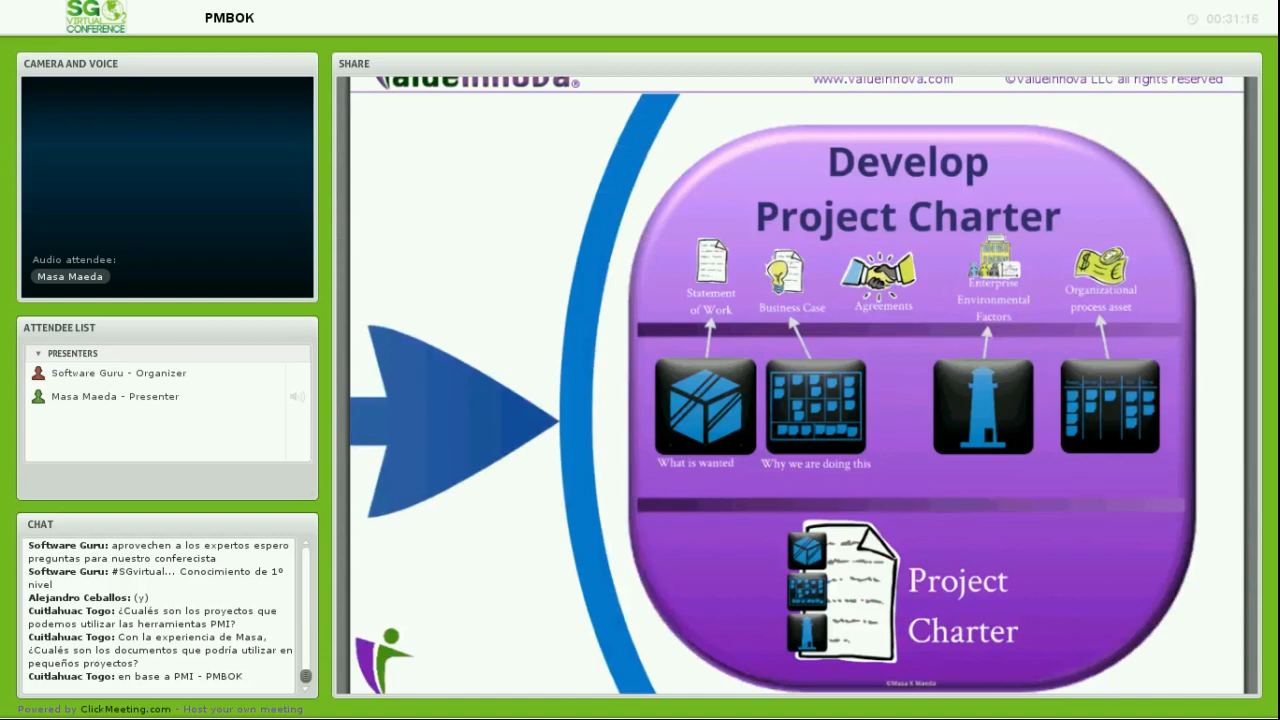 SG
VIRTUAL
CONFERENCE
PMBOK
00:31:16
CAMERA AND VOICE
Audio attendee:
Masa Maeda
ATTENDEE LIST
PRESENTERS
Software Guru - Organizer
Masa Maeda - Presenter
CHAT
Software Guru: aprovechen a los expertos espero
preguntas para nuestro conferecista
Software Guru: #SGvirtual... Conocimiento de 1º
nivel
Alejandro Ceballos: (y)
Cuitlahuac Togo: ¿Cualés son los proyectos que
podemos utilizar las herramientas PMI?
Cuitlahuac Togo: Con la experiencia de Masa,
¿Cualés son los documentos que podría utilizar en
pequeños proyectos?
Cuitlahuac Togo: en base a PMI - PMBOK
Powered by ClickMeeting.com - Host your own meeting
SHARE
ValueInnova®
www.valueinnova.com ©ValueInnova LLC all rights reserved
Develop
Project Charter
Statement
of Work
Business Case
Agreements
Enterprise
Environmental
Factors
Organizational
process asset
What is wanted
Why we are doing this
Project
Charter
©Masa K Maeda